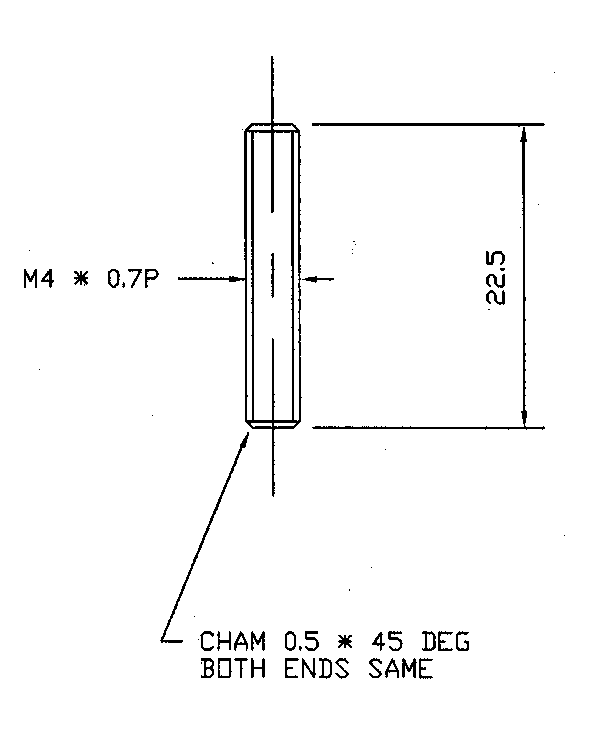 M4 * 0.7P
22.5
CHAM 0.5 * 45 DEG
BOTH ENDS SAME